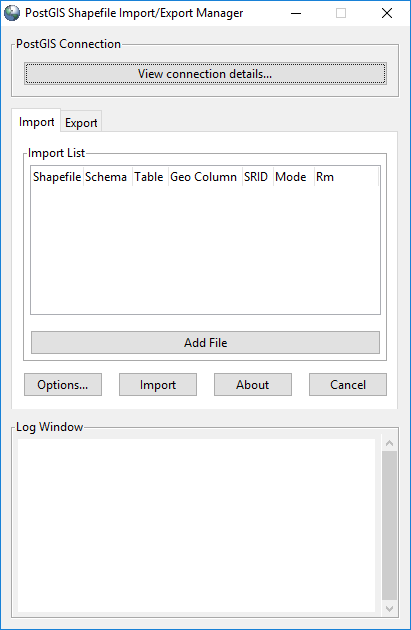 PostGIS Shapefile Import/Export Manager
PostGIS Connection
View connection details...
Import Export
Import List
Shapefile Schema Table Geo Column SRID Mode Rm
Add File
Options... Import About Cancel
Log Window